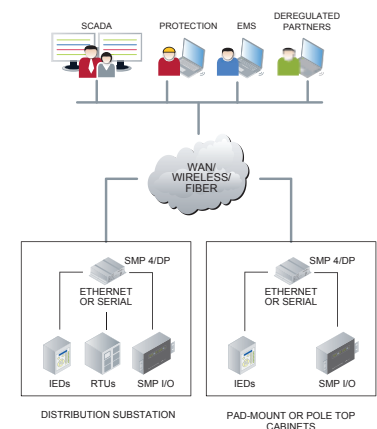 SCADA
PROTECTION
EMS
DEREGULATED
PARTNERS
WAN/
WIRELESS/
FIBER
SMP 4/DP
ETHERNET
OR SERIAL
IEDs
RTUs
SMP I/O
DISTRIBUTION SUBSTATION
SMP 4/DP
ETHERNET
OR SERIAL
IEDs
SMP I/O
PAD-MOUNT OR POLE TOP
CABINETS